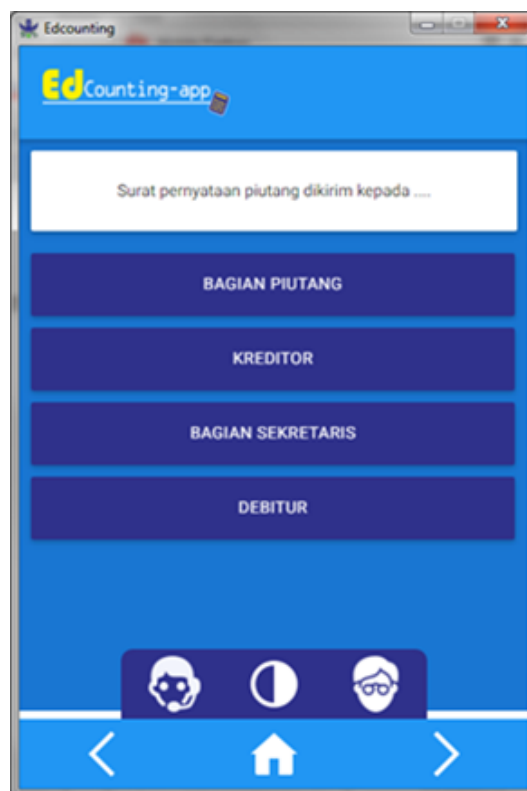 Edcounting
EdCounting-app
Surat pernyataan piutang dikirim kepada ....
BAGIAN PIUTANG
KREDITOR
BAGIAN SEKRETARIS
DEBITUR